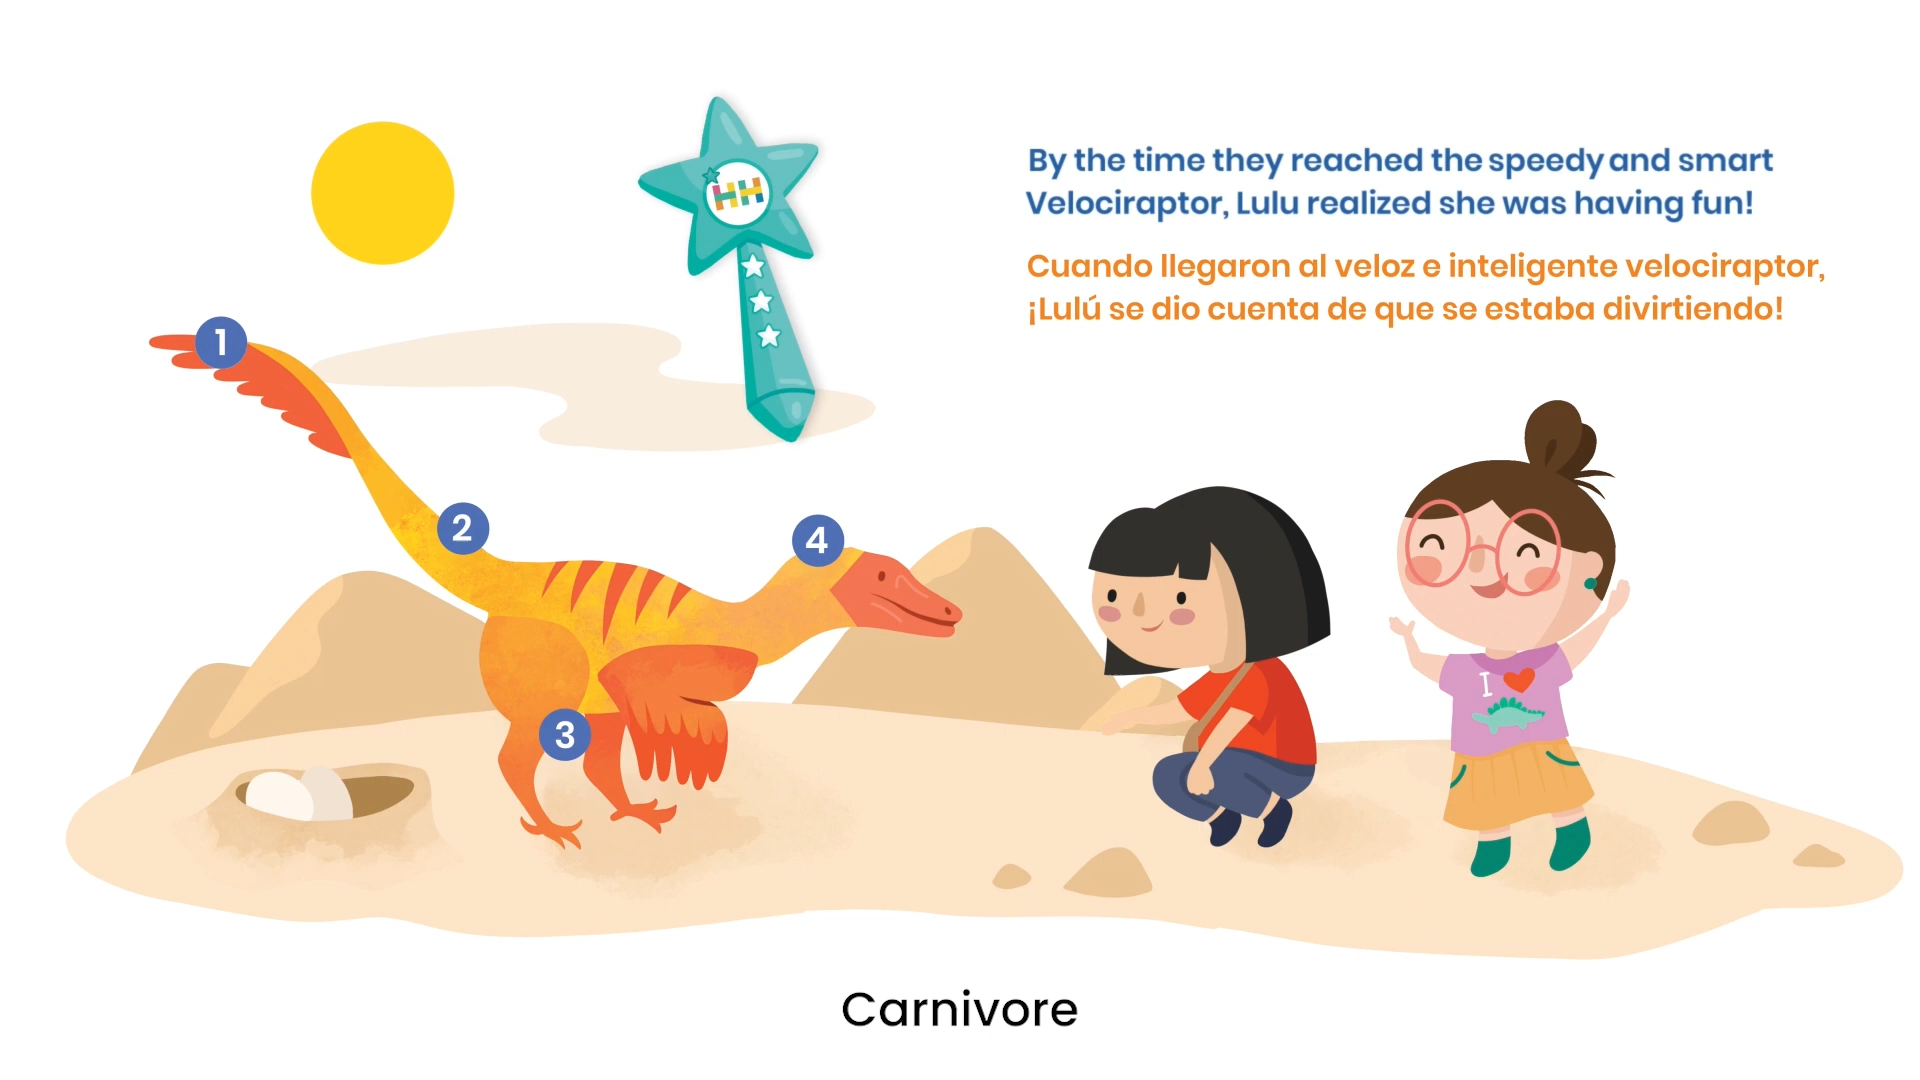 HH
By the time they reached the speedy and smart
Velociraptor, Lulu realized she was having fun!
Cuando llegaron al veloz e inteligente velociraptor,
¡Lulú se dio cuenta de que se estaba divirtiendo!
1
2
4
3
I
Carnivore